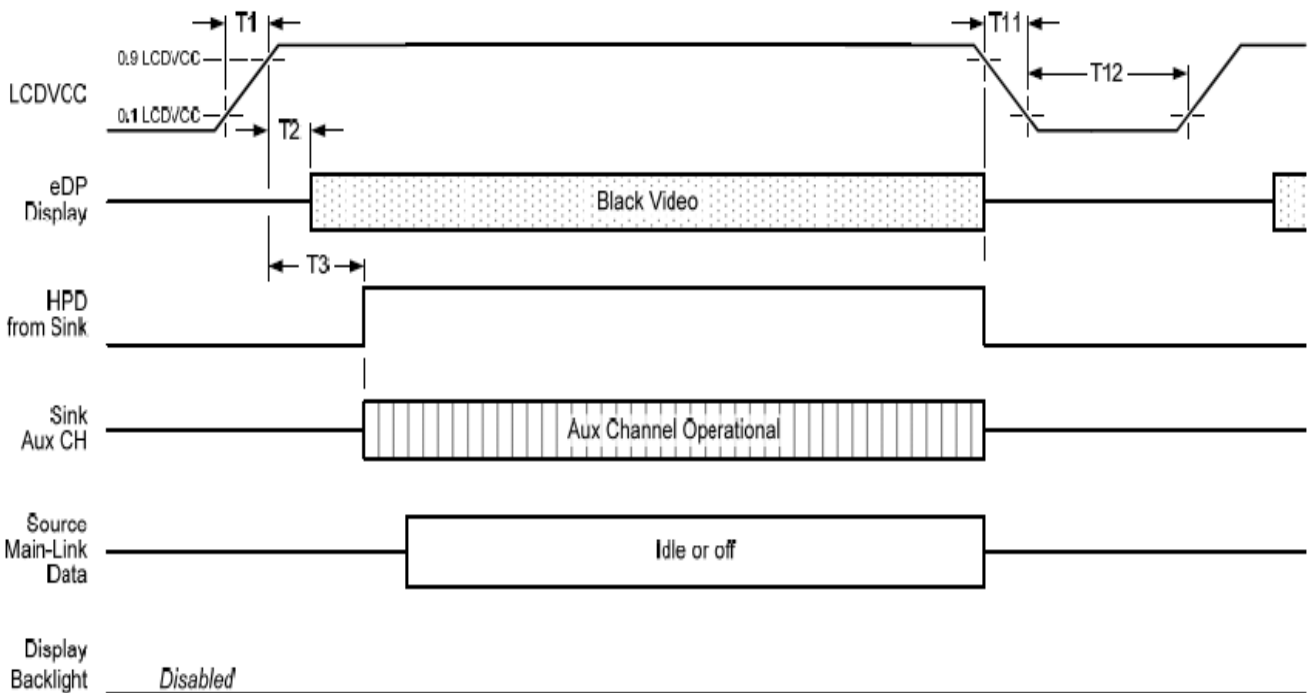 T1
T11
0.9 LCDVCC
LCDVCC
T12
0.1 LCDVCC
T2
eDP
Display
Black Video
T3
HPD
from Sink
Sink
Aux CH
Aux Channel Operational
Source
Main-Link
Data
Idle or off
Display
Backlight
Disabled